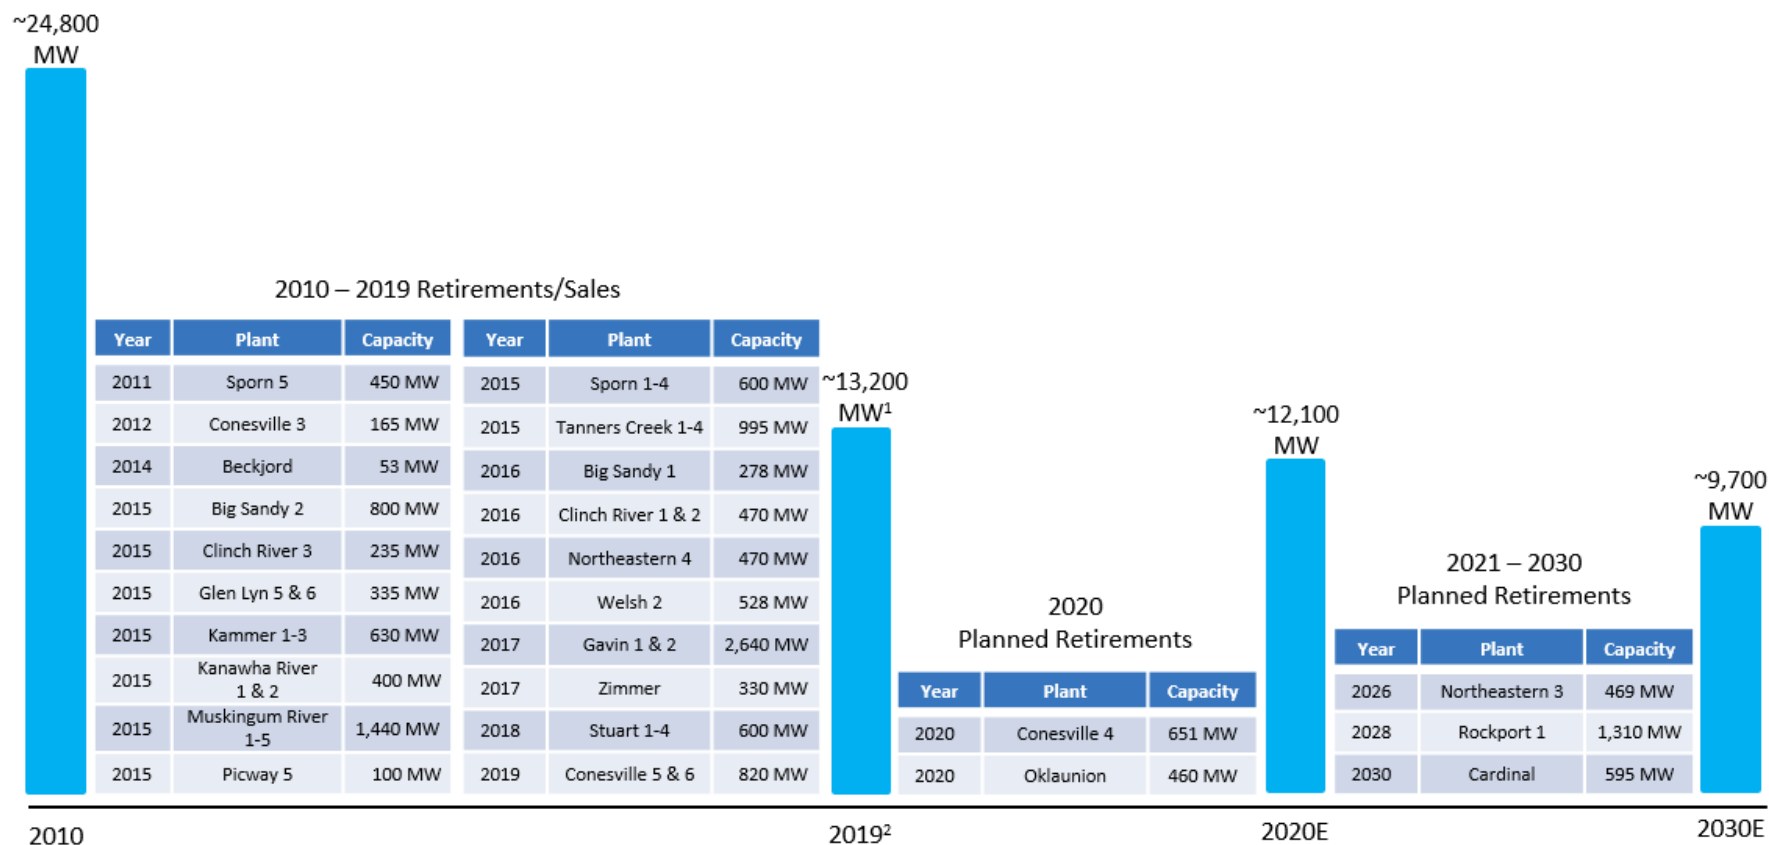 ~24,800
MW
2010 – 2019 Retirements/Sales
Year Plant Capacity
2011 Sporn 5 450 MW
2012 Conesville 3 165 MW
2014 Beckjord 53 MW
2015 Big Sandy 2 800 MW
2015 Clinch River 3 235 MW
2015 Glen Lyn 5 & 6 335 MW
2015 Kammer 1-3 630 MW
2015 Kanawha River
1 & 2 400 MW
2015 Muskingum River
1-5 1,440 MW
2015 Picway 5 100 MW
Year Plant Capacity
2015 Sporn 1-4 600 MW
2015 Tanners Creek 1-4 995 MW
2016 Big Sandy 1 278 MW
2016 Clinch River 1 & 2 470 MW
2016 Northeastern 4 470 MW
2016 Welsh 2 528 MW
2017 Gavin 1 & 2 2,640 MW
2017 Zimmer 330 MW
2018 Stuart 1-4 600 MW
2019 Conesville 5 & 6 820 MW
~13,200
MW¹
2020
Planned Retirements
Year Plant Capacity
2020 Conesville 4 651 MW
2020 Oklaunion 460 MW
~12,100
MW
2021 – 2030
Planned Retirements
Year Plant Capacity
2026 Northeastern 3 469 MW
2028 Rockport 1 1,310 MW
2030 Cardinal 595 MW
~9,700
MW
2010 2019² 2020E 2030E